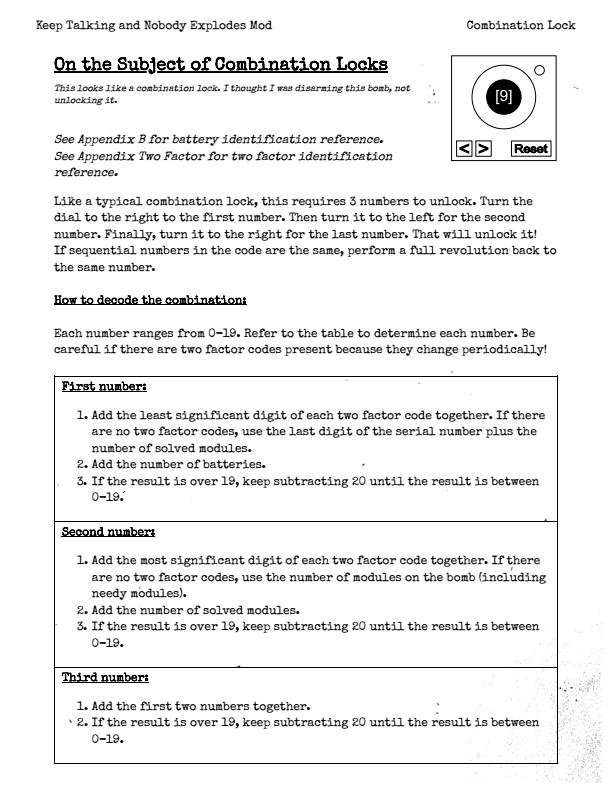 Keep Talking and Nobody Explodes Mod
Combination Lock
On the Subject of Combination Locks
This looks like a combination lock. I thought I was disarming this bomb, not
unlocking it.
[9]
< > Reset
See Appendix B for battery identification reference.
See Appendix Two Factor for two factor identification
reference.
Like a typical combination lock, this requires 3 numbers to unlock. Turn the
dial to the right to the first number. Then turn it to the left for the second
number. Finally, turn it to the right for the last number. That will unlock it!
If sequential numbers in the code are the same, perform a full revolution back to
the same number.
How to decode the combination:
Each number ranges from 0-19. Refer to the table to determine each number. Be
careful if there are two factor codes present because they change periodically!
First number:
1. Add the least significant digit of each two factor code together. If there
are no two factor codes, use the last digit of the serial number plus the
number of solved modules.
2. Add the number of batteries.
3. If the result is over 19, keep subtracting 20 until the result is between
0-19.
Second number:
1. Add the most significant digit of each two factor code together. If there
are no two factor codes, use the number of modules on the bomb (including
needy modules).
2. Add the number of solved modules.
3. If the result is over 19, keep subtracting 20 until the result is between
0-19.
Third number:
1. Add the first two numbers together.
2. If the result is over 19, keep subtracting 20 until the result is between
0-19.